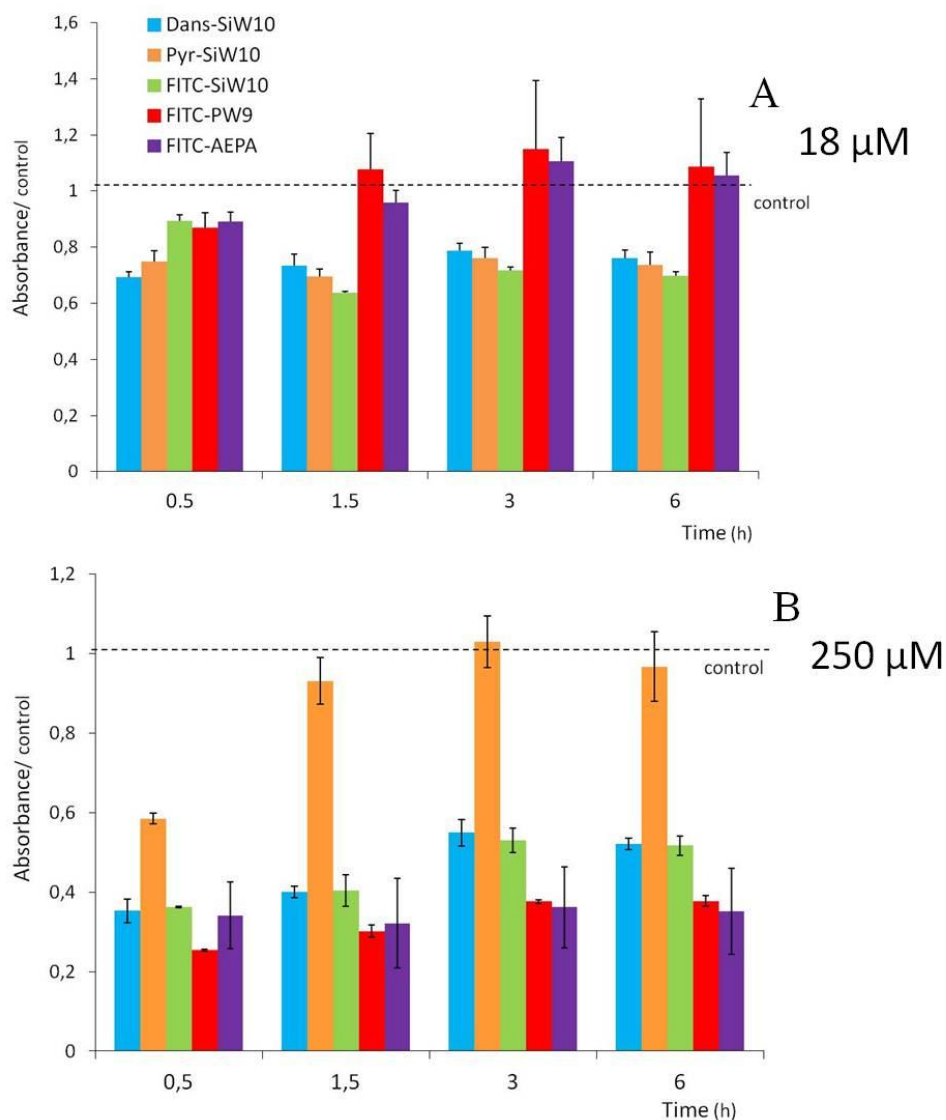 1,6
1,4
1,2
1
0,8
0,6
0,4
0,2
0
Absorbance/ control
Dans-SiW10
Pyr-SiW10
FITC-SiW10
FITC-PW9
FITC-AEPA
A
18 µM
control
0.5 1.5 3 6
Time (h)
1,2
1
0,8
0,6
0,4
0,2
0
Absorbance/ control
B
250 µM
control
0,5 1,5 3 6
Time (h)